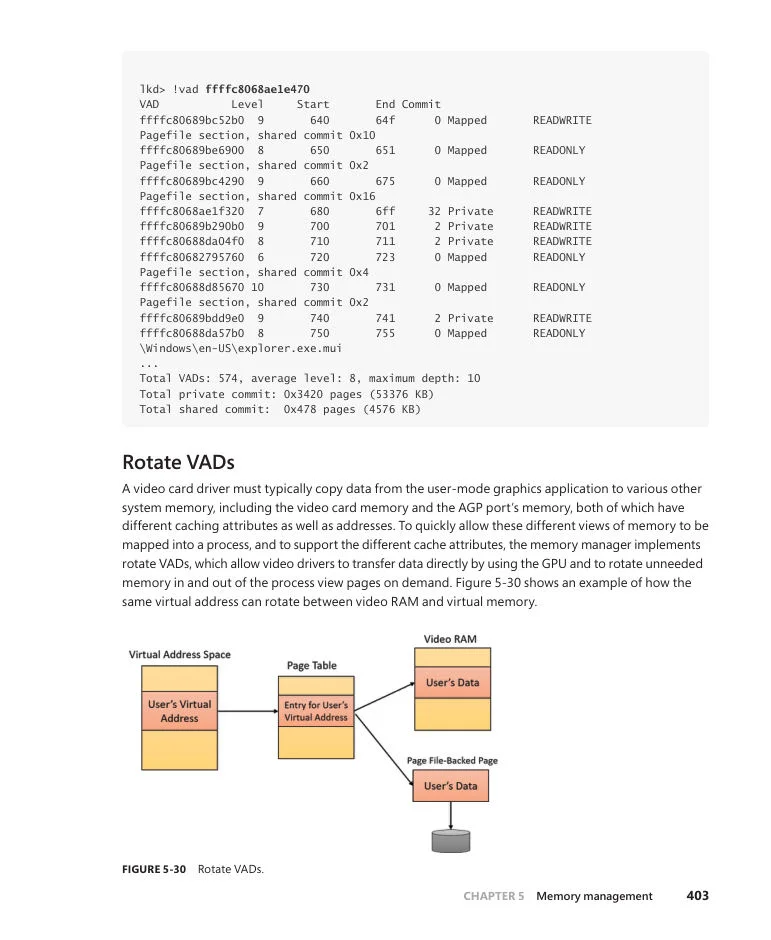 lkd> !vad ffffc8068ae1e470
VAD Level Start End Commit
ffffc80689bc52b0 9 640 64f 0 Mapped READWRITE
Pagefile section, shared commit 0x10
ffffc80689be6900 8 650 651 0 Mapped READONLY
Pagefile section, shared commit 0x2
ffffc80689bc4290 9 660 675 0 Mapped READONLY
Pagefile section, shared commit 0x16
ffffc8068ae1f320 7 680 6ff 32 Private READWRITE
ffffc80689b290b0 9 700 701 2 Private READWRITE
ffffc80688da04f0 8 710 711 2 Private READWRITE
ffffc80682795760 6 720 723 0 Mapped READONLY
Pagefile section, shared commit 0x4
ffffc80688d85670 10 730 731 0 Mapped READONLY
Pagefile section, shared commit 0x2
ffffc80689bdd9e0 9 740 741 2 Private READWRITE
ffffc80688da57b0 8 750 755 0 Mapped READONLY
\Windows\en-US\explorer.exe.mui
...
Total VADs: 574, average level: 8, maximum depth: 10
Total private commit: 0x3420 pages (53376 KB)
Total shared commit: 0x478 pages (4576 KB)
Rotate VADs
A video card driver must typically copy data from the user-mode graphics application to various other
system memory, including the video card memory and the AGP port's memory, both of which have
different caching attributes as well as addresses. To quickly allow these different views of memory to be
mapped into a process, and to support the different cache attributes, the memory manager implements
rotate VADs, which allow video drivers to transfer data directly by using the GPU and to rotate unneeded
memory in and out of the process view pages on demand. Figure 5-30 shows an example of how the
same virtual address can rotate between video RAM and virtual memory.
Virtual Address Space
User's Virtual
Address
Page Table
Entry for User's
Virtual Address
Video RAM
User's Data
Page File-Backed Page
User's Data
FIGURE 5-30 Rotate VADs.
CHAPTER 5 Memory management 403